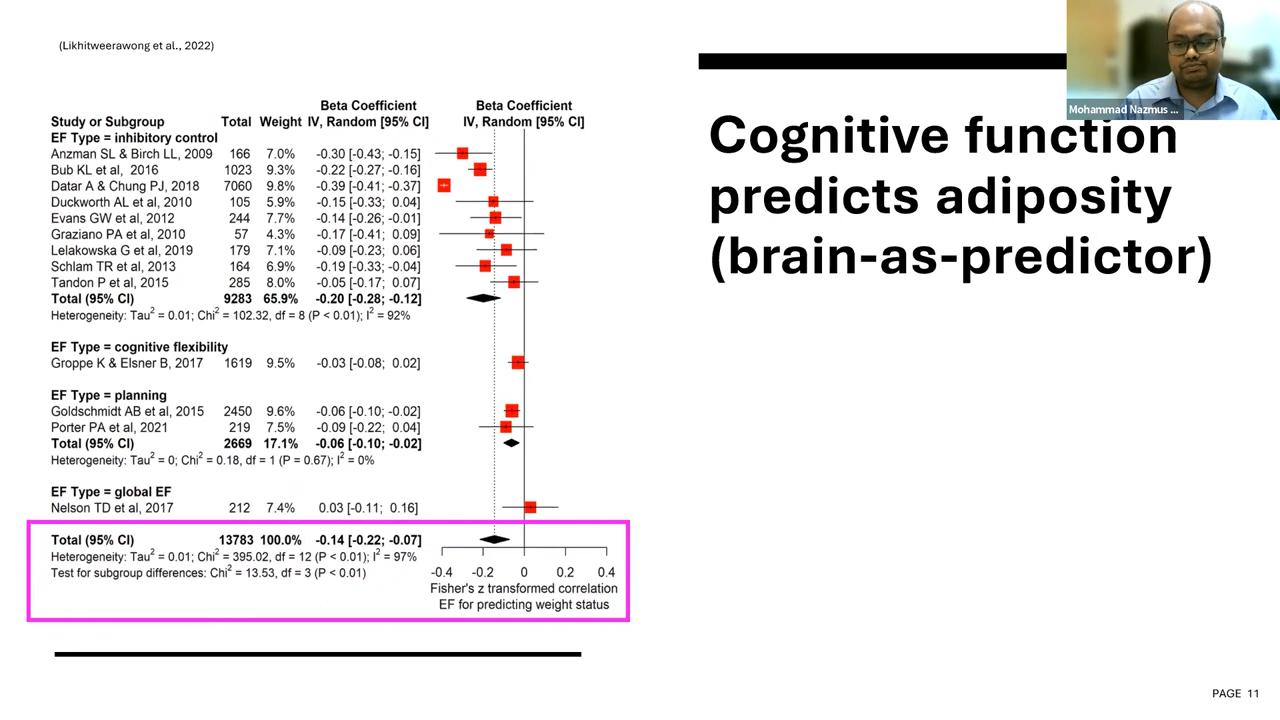 (Likhitweerawong et al., 2022)
Mohammad Nazmus ...
Cognitive function
predicts adiposity
(brain-as-predictor)
Beta Coefficient Beta Coefficient
Study or Subgroup Total Weight IV, Random [95% CI] IV, Random [95% CI]
EF Type = inhibitory control
Anzman SL & Birch LL, 2009 166 7.0% -0.30 [-0.43; -0.15]
Bub KL et al, 2016 1023 9.3% -0.22 [-0.27; -0.16]
Datar A & Chung PJ, 2018 7060 9.8% -0.39 [-0.41; -0.37]
Duckworth AL et al, 2010 105 5.9% -0.15 [-0.33; 0.04]
Evans GW et al, 2012 244 7.7% -0.14 [-0.26; -0.01]
Graziano PA et al, 2010 57 4.3% -0.17 [-0.41; 0.09]
Lelakowska G et al, 2019 179 7.1% -0.09 [-0.23; 0.06]
Schlam TR et al, 2013 164 6.9% -0.19 [-0.33; -0.04]
Tandon P et al, 2015 285 8.0% -0.05 [-0.17; 0.07]
Total (95% CI) 9283 65.9% -0.20 [-0.28; -0.12]
Heterogeneity: Tau² = 0.01; Chi² = 102.32, df = 8 (P < 0.01); I² = 92%
EF Type = cognitive flexibility
Groppe K & Elsner B, 2017 1619 9.5% -0.03 [-0.08; 0.02]
EF Type = planning
Goldschmidt AB et al, 2015 2450 9.6% -0.06 [-0.10; -0.02]
Porter PA et al, 2021 219 7.5% -0.09 [-0.22; 0.04]
Total (95% CI) 2669 17.1% -0.06 [-0.10; -0.02]
Heterogeneity: Tau² = 0; Chi² = 0.18, df = 1 (P = 0.67); I² = 0%
EF Type = global EF
Nelson TD et al, 2017 212 7.4% 0.03 [-0.11; 0.16]
Total (95% CI) 13783 100.0% -0.14 [-0.22; -0.07]
Heterogeneity: Tau² = 0.01; Chi² = 395.02, df = 12 (P < 0.01); I² = 97%
Test for subgroup differences: Chi² = 13.53, df = 3 (P < 0.01)
-0.4 -0.2 0 0.2 0.4
Fisher's z transformed correlation
EF for predicting weight status
PAGE 11